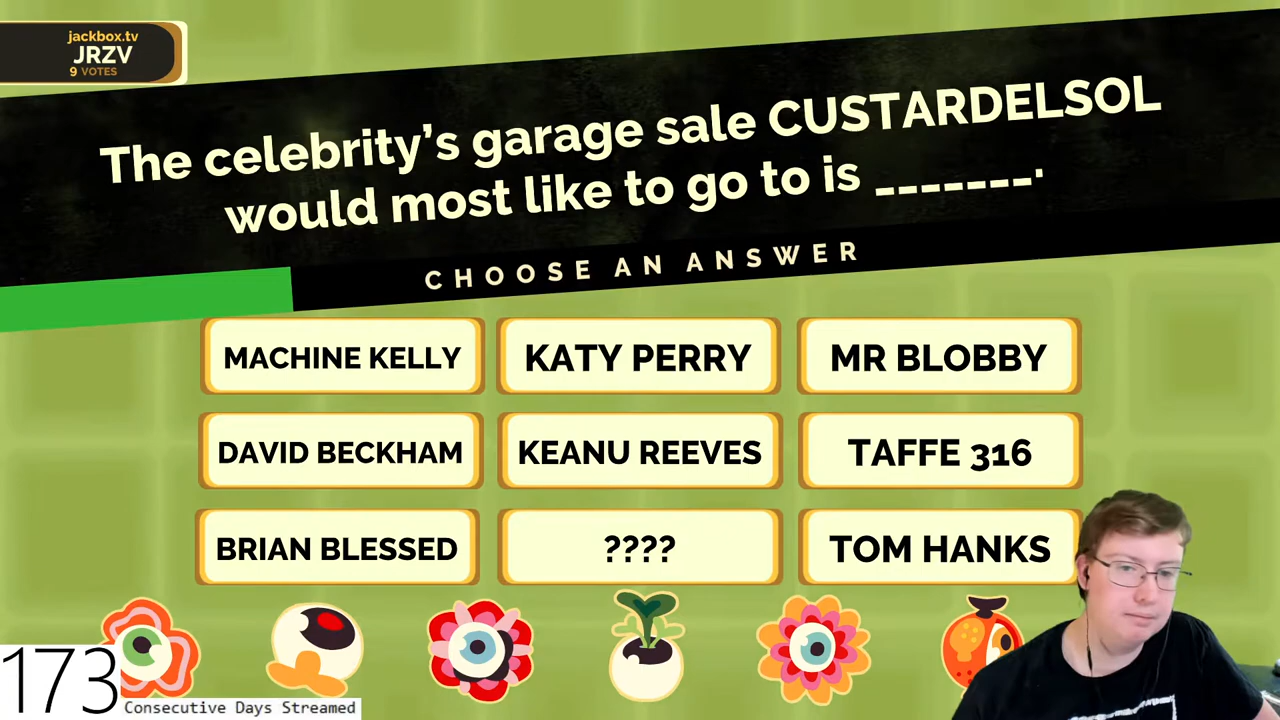 jackbox.tv
JRZV
9 VOTES
The celebrity's garage sale CUSTARDELSOL
would most like to go to is _______.
CHOOSE AN ANSWER
MACHINE KELLY
KATY PERRY
MR BLOBBY
DAVID BECKHAM
KEANU REEVES
TAFFE 316
BRIAN BLESSED
????
TOM HANKS
173 Consecutive Days Streamed